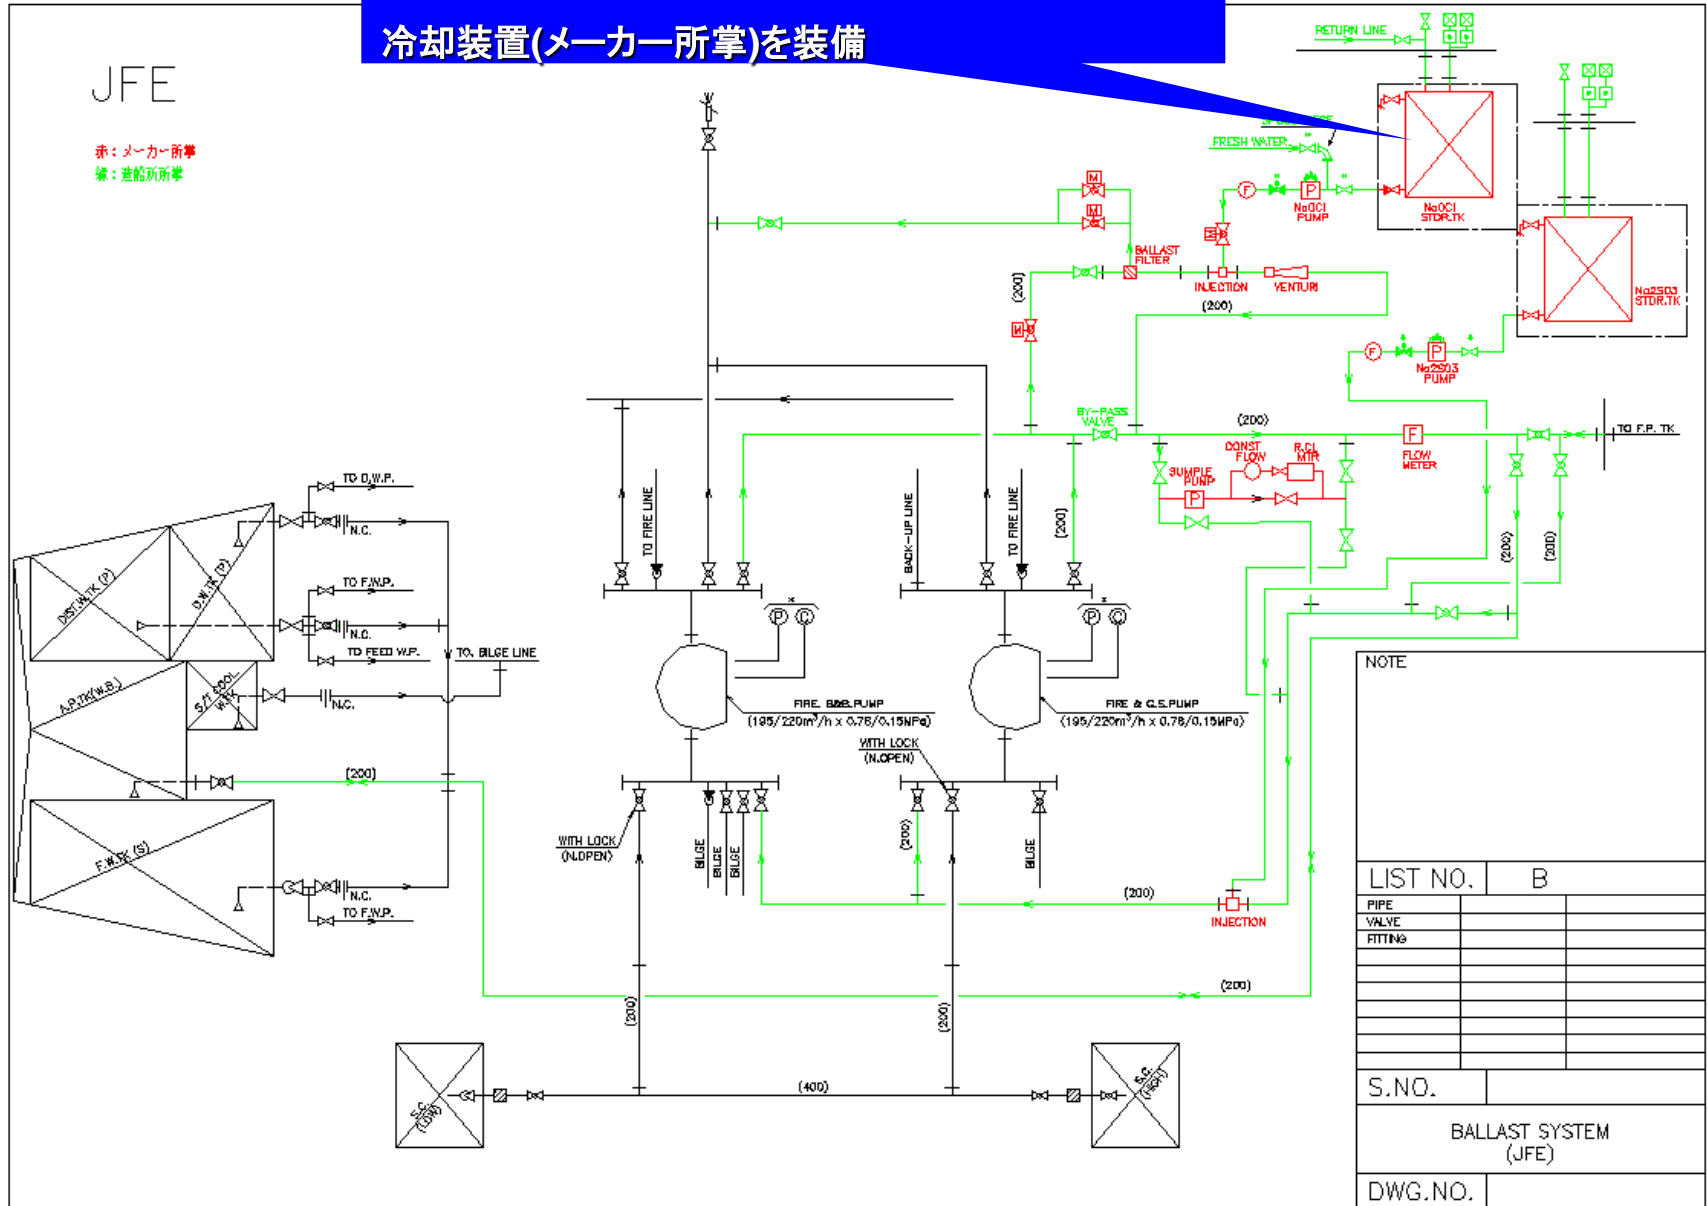 冷却装置(メーカー所掌)を装備
JFE
赤：メーカー所掌
緑：造船所所掌
RETURN LINE
FRESH WATER
NaOCl
PUMP
NaOCl
STOR.TK
Na2SO3
STOR.TK
Na2SO3
PUMP
BALLAST
FILTER
INJECTION
VENTURI
(200)
(200)
BY-PASS
VALVE
(200)
TO F.P. TK
CONST
FLOW
R.CL
MTR
SUMPLE
PUMP
FLOW
METER
(200)
(200)
(200)
TO D.W.P.
N.C.
TO F.W.P.
N.C.
TO FEED W.P.
TO. BILGE LINE
N.C.
N.C.
TO F.W.P.
DIST.W.TK (P)
D.W.TK (P)
A.P.TK(W.B.)
S/T COOL
W.TK
F.W.TK (S)
(200)
TO FIRE LINE
BACK-UP LINE
TO FIRE LINE
P
C
P
C
FIRE. B&B.PUMP
(195/220m³/h x 0.78/0.15MPa)
FIRE & G.S.PUMP
(195/220m³/h x 0.78/0.15MPa)
WITH LOCK
(N.OPEN)
WITH LOCK
(N.OPEN)
BILGE
BILGE
BILGE
BILGE
(200)
(200)
INJECTION
(200)
(200)
(200)
(400)
S.C.
(LOW)
S.C.
(HIGH)
NOTE
LIST NO. B
PIPE
VALVE
FITTING
S.NO.
BALLAST SYSTEM
(JFE)
DWG.NO.